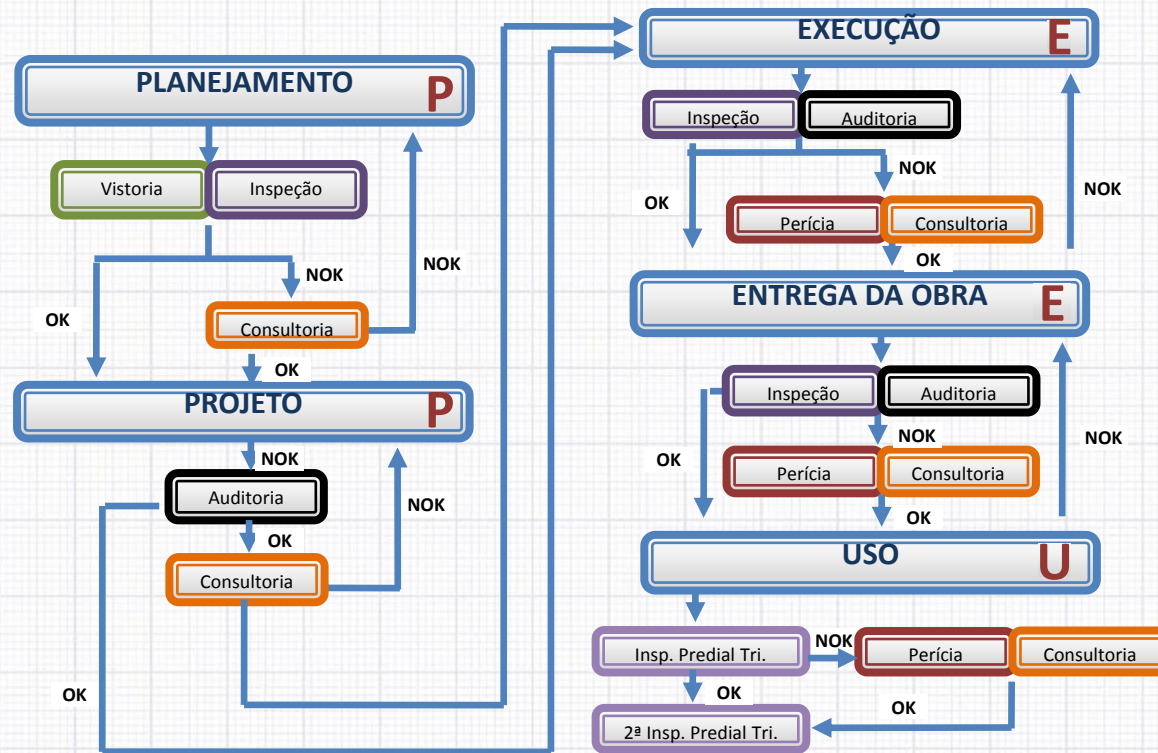 PLANEJAMENTO P
Vistoria Inspeção
NOK
NOK
OK
Consultoria
OK
PROJETO P
NOK
Auditoria
NOK
OK
Consultoria
OK
EXECUÇÃO E
Inspeção Auditoria
NOK
NOK
OK
Perícia Consultoria
OK
ENTREGA DA OBRA E
Inspeção Auditoria
NOK
NOK
OK
Perícia Consultoria
OK
USO U
NOK
Insp. Predial Tri. Perícia Consultoria
OK
OK
2ª Insp. Predial Tri.